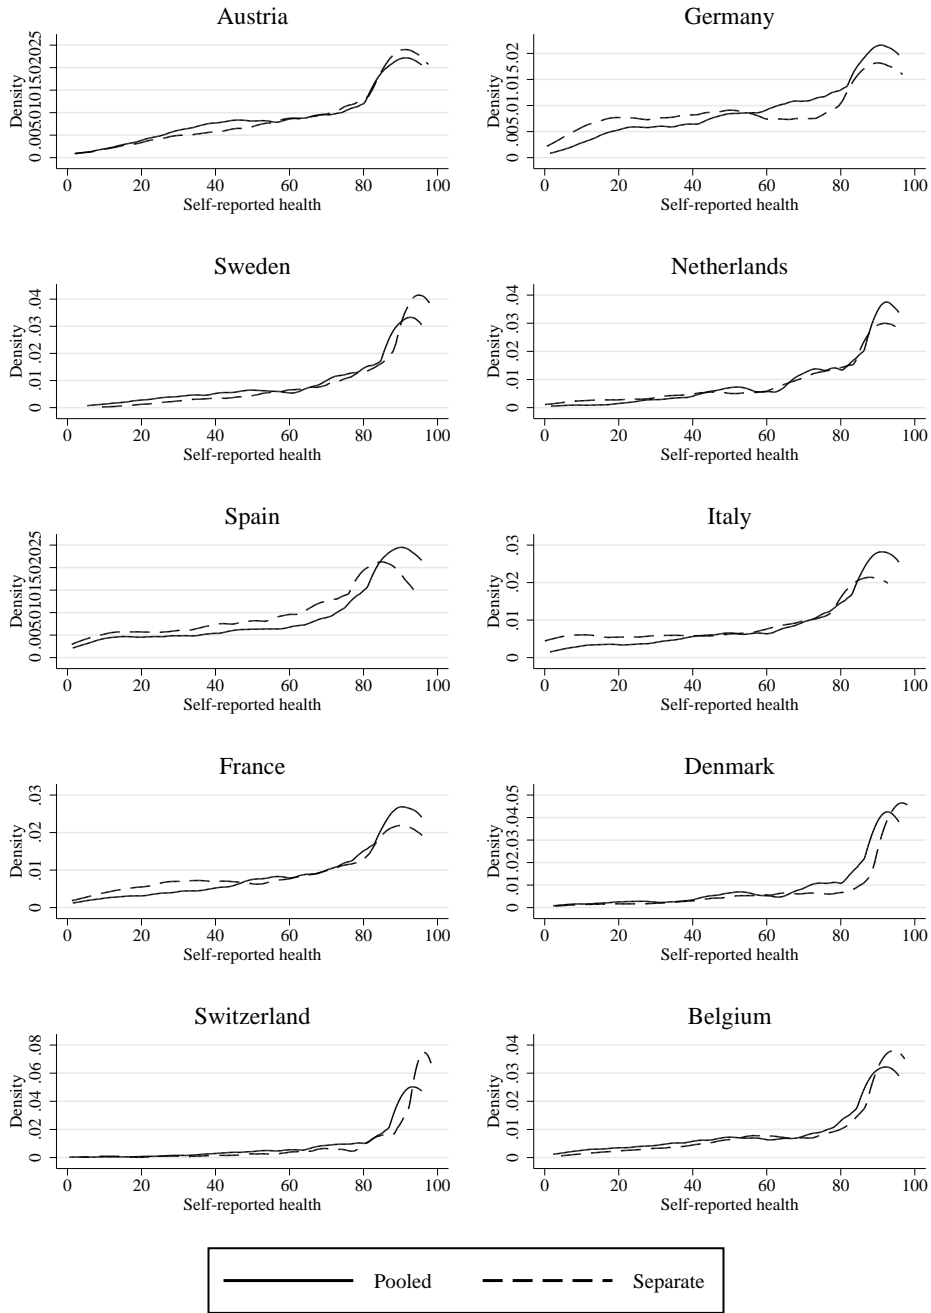 Austria
Density
0 .005.01.015.02.025
0 20 40 60 80 100
Self-reported health
Germany
Density
0 .005.01.015.02
0 20 40 60 80 100
Self-reported health
Sweden
Density
0 .01 .02 .03 .04
0 20 40 60 80 100
Self-reported health
Netherlands
Density
0 .01 .02 .03 .04
0 20 40 60 80 100
Self-reported health
Spain
Density
0 .005.01.015.02.025
0 20 40 60 80 100
Self-reported health
Italy
Density
0 .01 .02 .03
0 20 40 60 80 100
Self-reported health
France
Density
0 .01 .02 .03
0 20 40 60 80 100
Self-reported health
Denmark
Density
0 .01.02.03.04.05
0 20 40 60 80 100
Self-reported health
Switzerland
Density
0 .02 .04 .06 .08
0 20 40 60 80 100
Self-reported health
Belgium
Density
0 .01 .02 .03 .04
0 20 40 60 80 100
Self-reported health
Pooled Separate